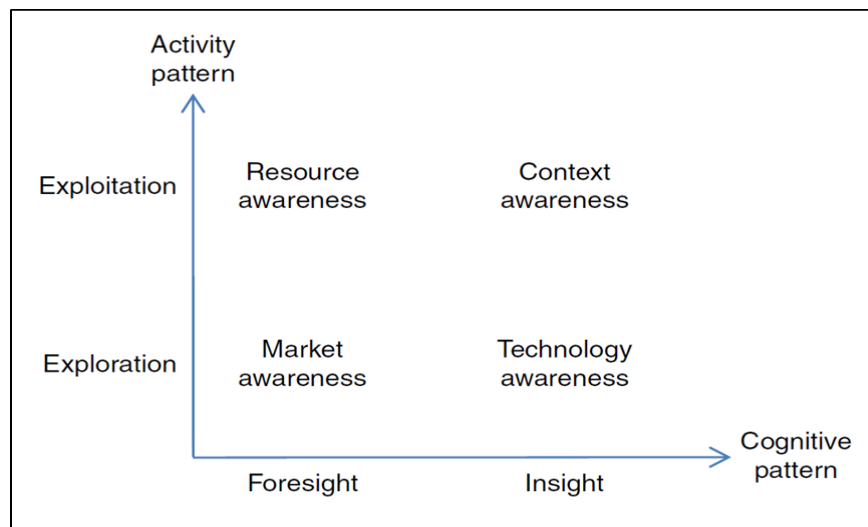 Activity
pattern
Exploitation
Resource
awareness
Context
awareness
Exploration
Market
awareness
Technology
awareness
Cognitive
pattern
Foresight
Insight